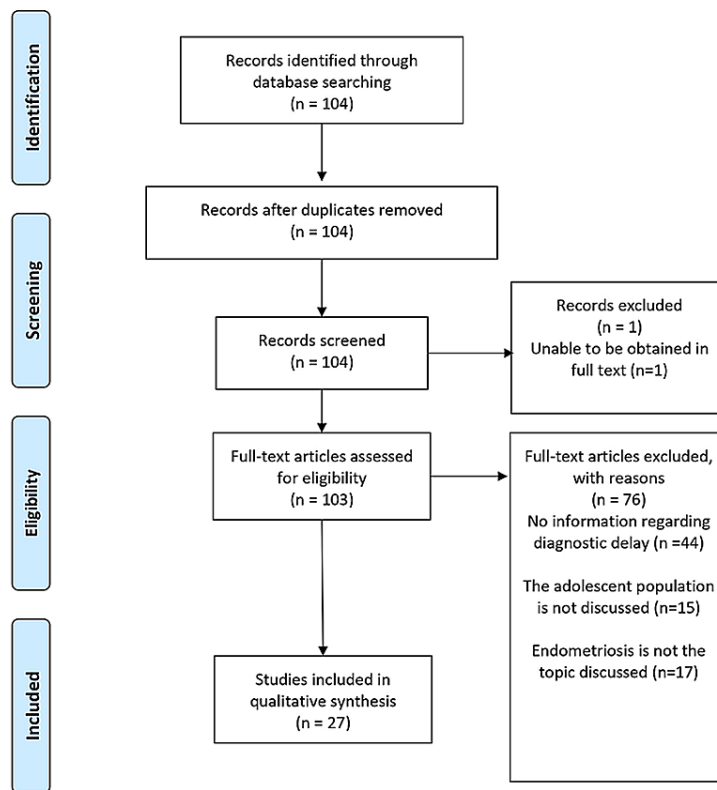 Identification
Records identified through
database searching
(n = 104)
Records after duplicates removed
(n = 104)
Screening
Records screened
(n = 104)
Records excluded
(n = 1)
Unable to be obtained in
full text (n=1)
Eligibility
Full-text articles assessed
for eligibility
(n = 103)
Full-text articles excluded,
with reasons
(n = 76)
No information regarding
diagnostic delay (n =44)
The adolescent population
is not discussed (n=15)
Endometriosis is not the
topic discussed (n=17)
Included
Studies included in
qualitative synthesis
(n = 27)